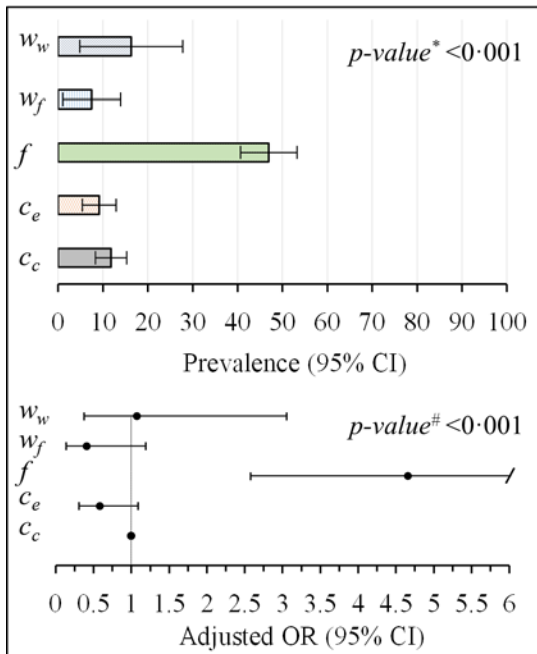 w_w
p-value* <0·001
w_f
f
c_e
c_c
0 10 20 30 40 50 60 70 80 90 100
Prevalence (95% CI)
w_w
p-value# <0·001
w_f
f
c_e
c_c
0 0.5 1 1.5 2 2.5 3 3.5 4 4.5 5 5.5 6
Adjusted OR (95% CI)